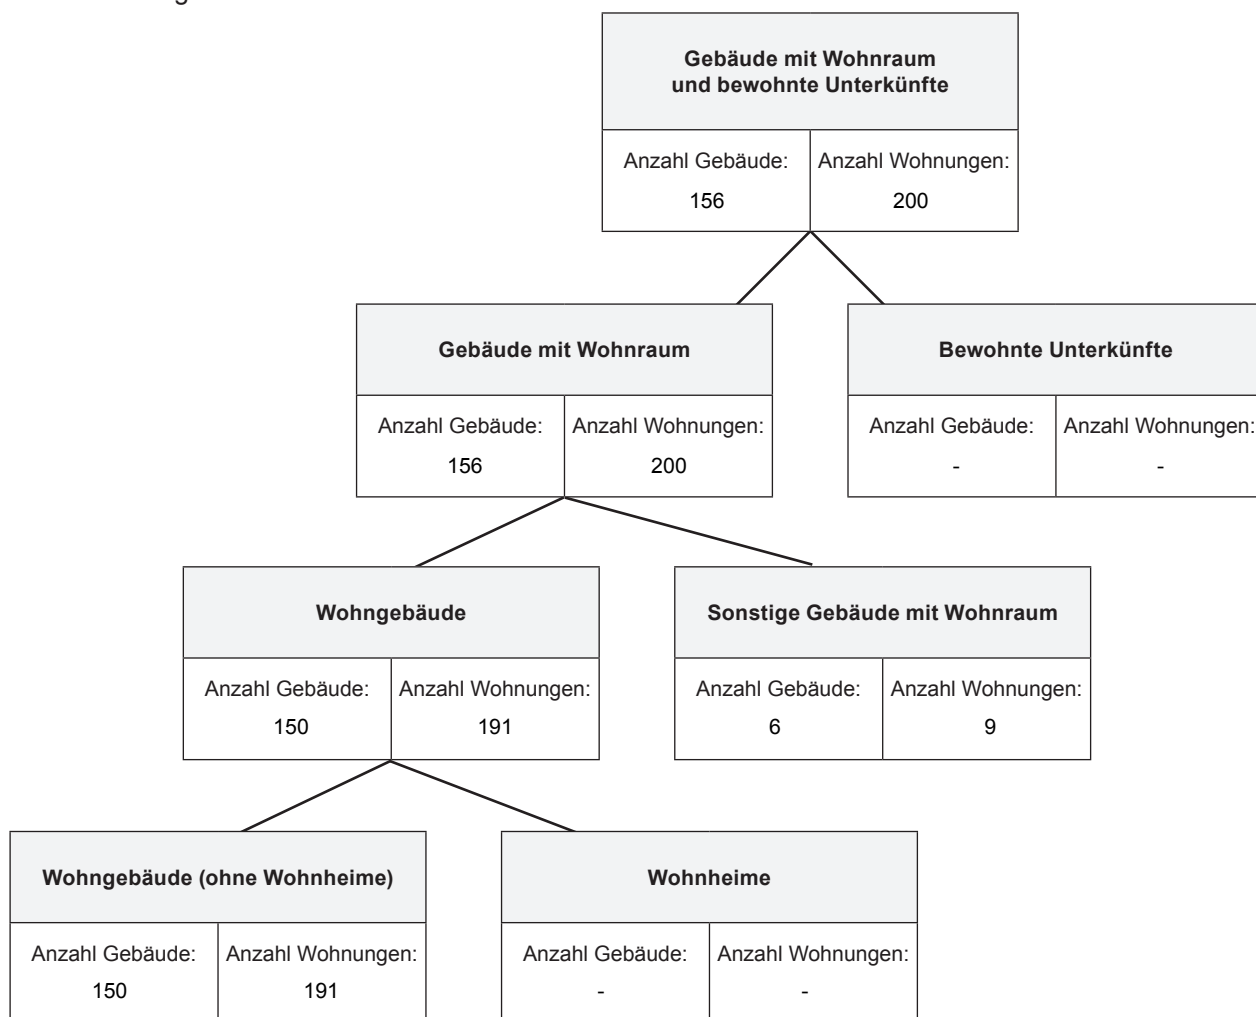 Gebäude mit Wohnraum
und bewohnte Unterkünfte
Anzahl Gebäude: Anzahl Wohnungen:
156 200
Gebäude mit Wohnraum
Anzahl Gebäude: Anzahl Wohnungen:
156 200
Bewohnte Unterkünfte
Anzahl Gebäude: Anzahl Wohnungen:
- -
Wohngebäude
Anzahl Gebäude: Anzahl Wohnungen:
150 191
Sonstige Gebäude mit Wohnraum
Anzahl Gebäude: Anzahl Wohnungen:
6 9
Wohngebäude (ohne Wohnheime)
Anzahl Gebäude: Anzahl Wohnungen:
150 191
Wohnheime
Anzahl Gebäude: Anzahl Wohnungen:
- -